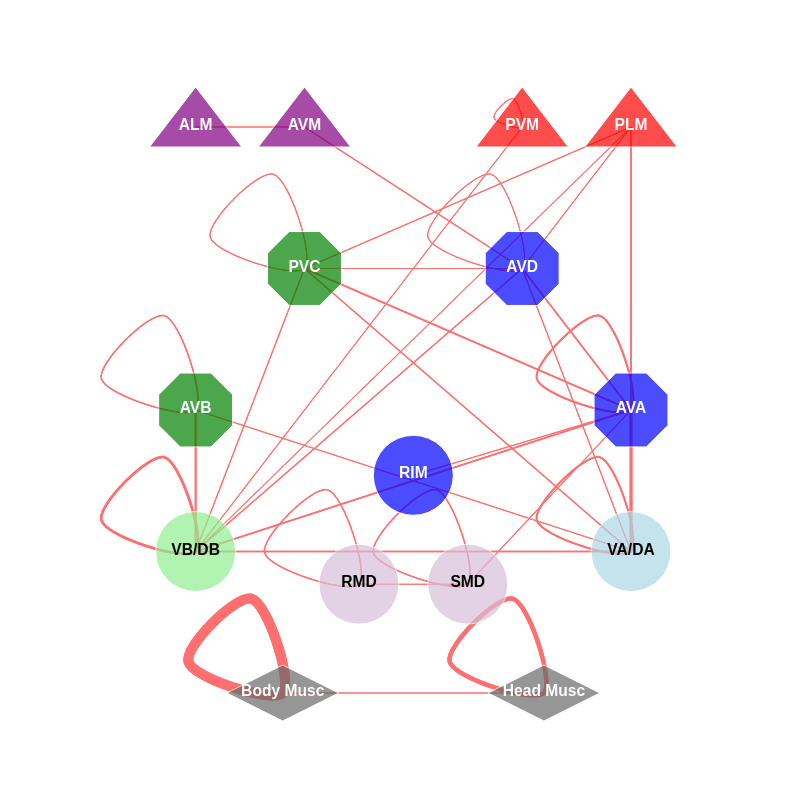 ALM
AVM
PVM
PLM
PVC
AVD
AVB
AVA
RIM
VB/DB
VA/DA
RMD
SMD
Body Musc
Head Musc